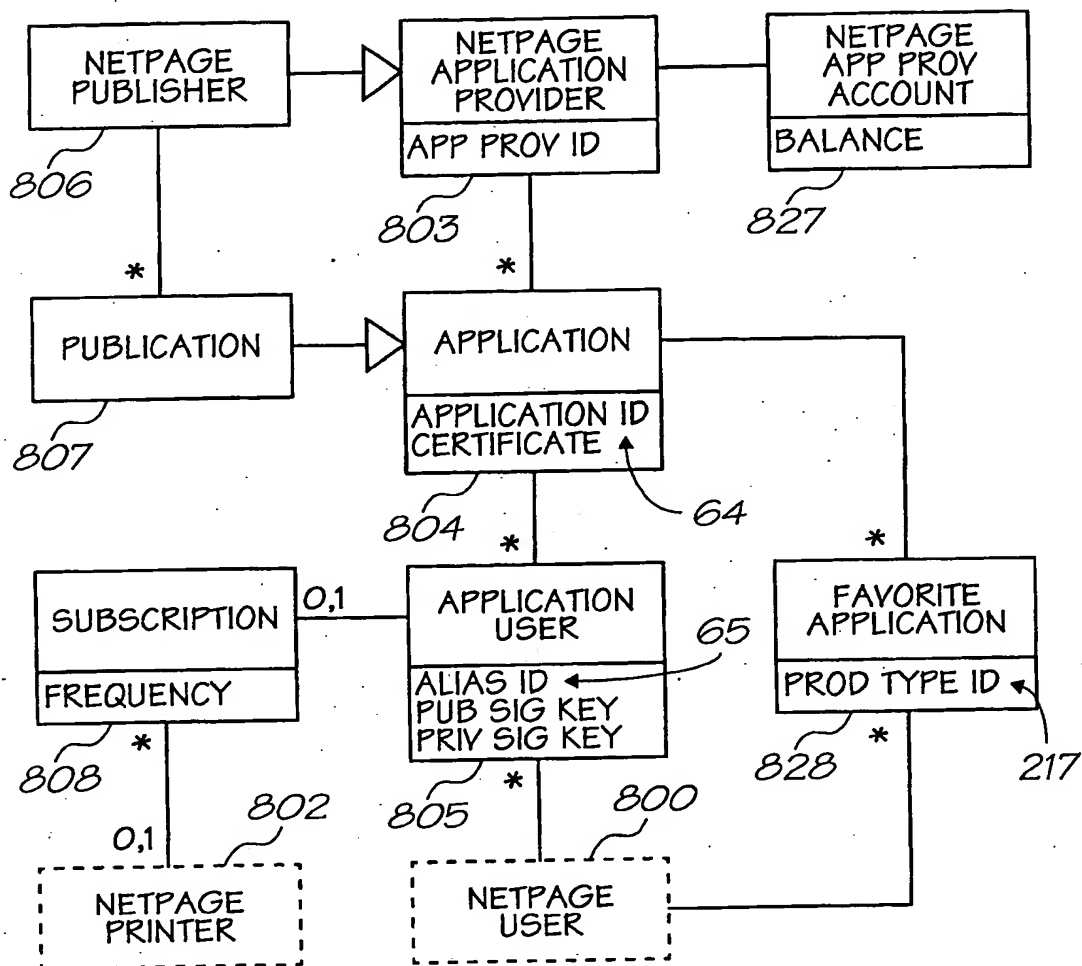 NETPAGE
PUBLISHER
NETPAGE
APPLICATION
PROVIDER
APP PROV ID
NETPAGE
APP PROV
ACCOUNT
BALANCE
806
803
827
*
*
PUBLICATION
APPLICATION
APPLICATION ID
CERTIFICATE
807
804
64
*
*
SUBSCRIPTION
0,1
FREQUENCY
APPLICATION
USER
ALIAS ID
PUB SIG KEY
PRIV SIG KEY
65
FAVORITE
APPLICATION
PROD TYPE ID
808
*
805
*
828
*
217
802
800
0,1
NETPAGE
PRINTER
NETPAGE
USER